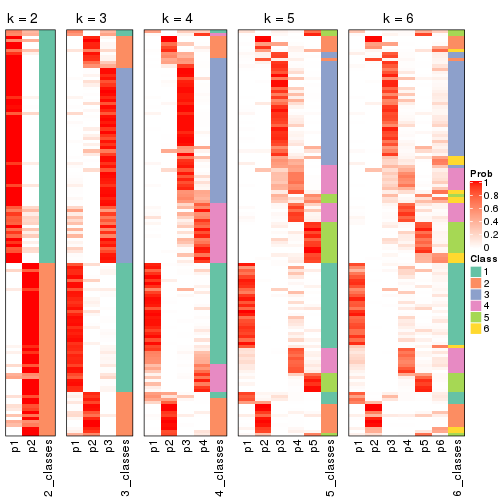 k = 2
k = 3
k = 4
k = 5
k = 6
Prob
1
0.8
0.6
0.4
0.2
0
Class
1
2
3
4
5
6
p1
p2
2_classes
p1
p2
p3
3_classes
p1
p2
p3
p4
4_classes
p1
p2
p3
p4
p5
5_classes
p1
p2
p3
p4
p5
p6
6_classes